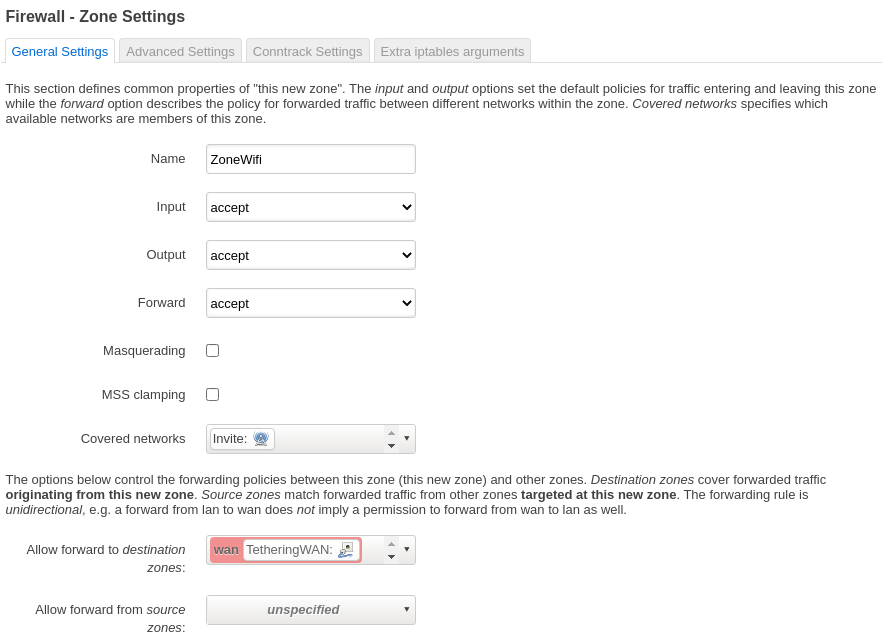 Firewall - Zone Settings
General Settings Advanced Settings Conntrack Settings Extra iptables arguments
This section defines common properties of "this new zone". The input and output options set the default policies for traffic entering and leaving this zone
while the forward option describes the policy for forwarded traffic between different networks within the zone. Covered networks specifies which
available networks are members of this zone.
Name ZoneWifi
Input accept
Output accept
Forward accept
Masquerading
MSS clamping
Covered networks Invite:
The options below control the forwarding policies between this zone (this new zone) and other zones. Destination zones cover forwarded traffic
originating from this new zone. Source zones match forwarded traffic from other zones targeted at this new zone. The forwarding rule is
unidirectional, e.g. a forward from lan to wan does not imply a permission to forward from wan to lan as well.
Allow forward to destination wan TetheringWAN:
zones:
Allow forward from source unspecified
zones: